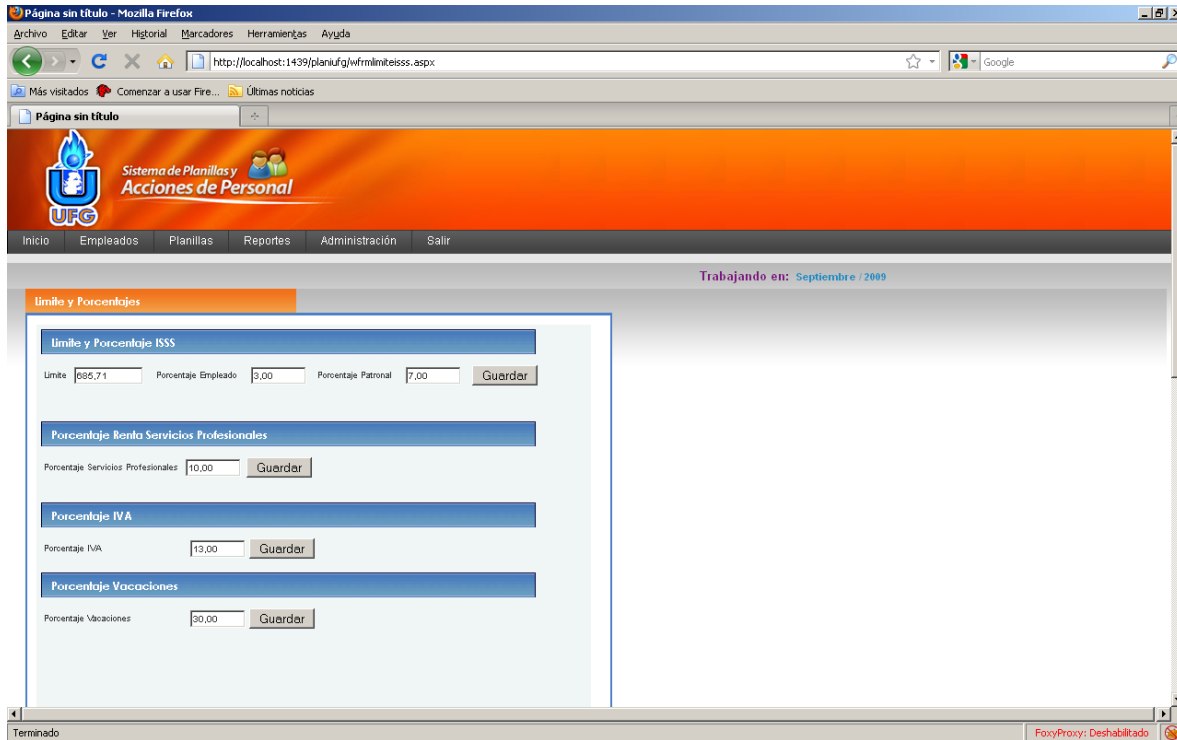 Página sin título - Mozilla Firefox
Archivo Editar Ver Historial Marcadores Herramientas Ayuda
http://localhost:1439/planiufg/wfrmlimiteisss.aspx Google
Más visitados Comenzar a usar Fire... Últimas noticias
Página sin título
Sistema de Planillas y
Acciones de Personal
UFG
Inicio Empleados Planillas Reportes Administración Salir
Trabajando en: Septiembre / 2009
Limite y Porcentajes
Limite y Porcentaje ISSS
Limite 685,71 Porcentaje Empleado 3,00 Porcentaje Patronal 7,00 Guardar
Porcentaje Renta Servicios Profesionales
Porcentaje Servicios Profesionales 10,00 Guardar
Porcentaje IVA
Porcentaje IVA 13,00 Guardar
Porcentaje Vacaciones
Porcentaje Vacaciones 30,00 Guardar
Terminado FoxyProxy: Deshabilitado